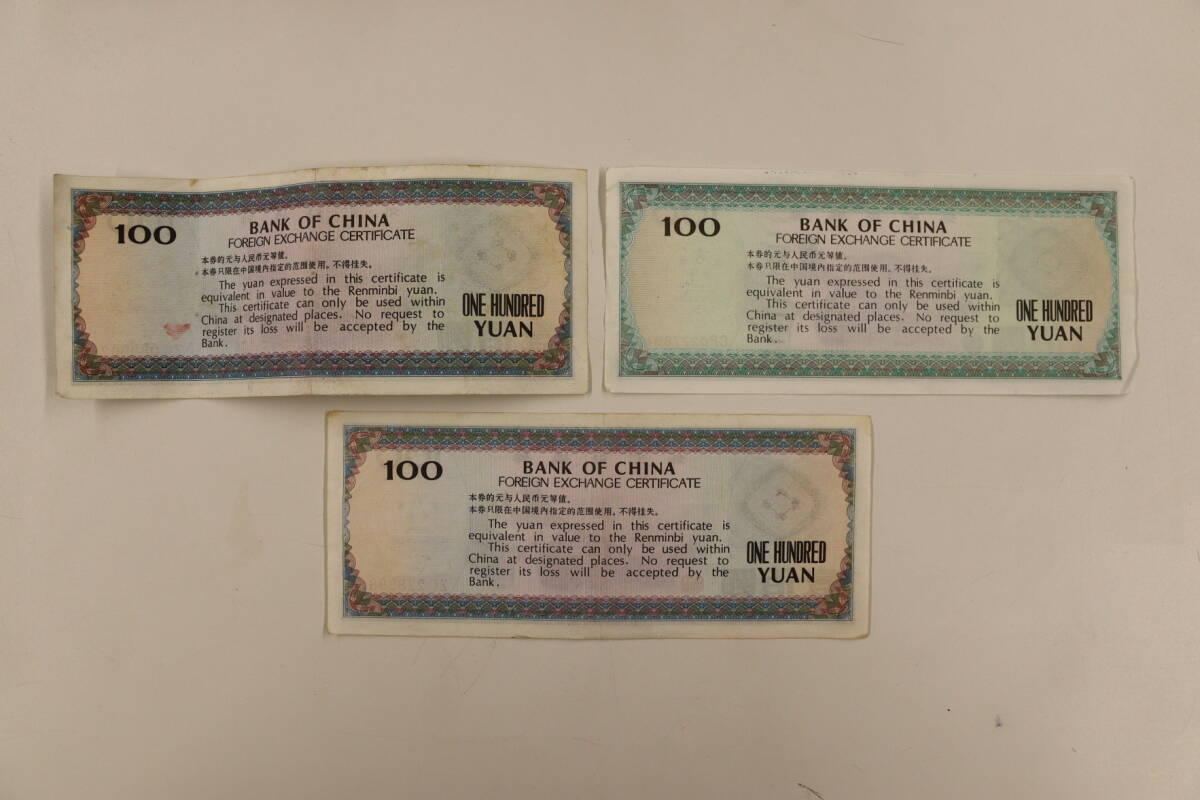 100
BANK OF CHINA
FOREIGN EXCHANGE CERTIFICATE
本券的元与人民币元等值。
本券只限在中国境内指定的范围使用，不得挂失。
The yuan expressed in this certificate is
equivalent in value to the Renminbi yuan.
This certificate can only be used within
China at designated places. No request to
register its loss will be accepted by the
Bank.
ONE HUNDRED
YUAN
100
BANK OF CHINA
FOREIGN EXCHANGE CERTIFICATE
本券的元与人民币元等值。
本券只限在中国境内指定的范围使用，不得挂失。
The yuan expressed in this certificate is
equivalent in value to the Renminbi yuan.
This certificate can only be used within
China at designated places. No request to
register its loss will be accepted by the
Bank.
ONE HUNDRED
YUAN
100
BANK OF CHINA
FOREIGN EXCHANGE CERTIFICATE
本券的元与人民币元等值。
本券只限在中国境内指定的范围使用，不得挂失。
The yuan expressed in this certificate is
equivalent in value to the Renminbi yuan.
This certificate can only be used within
China at designated places. No request to
register its loss will be accepted by the
Bank.
ONE HUNDRED
YUAN